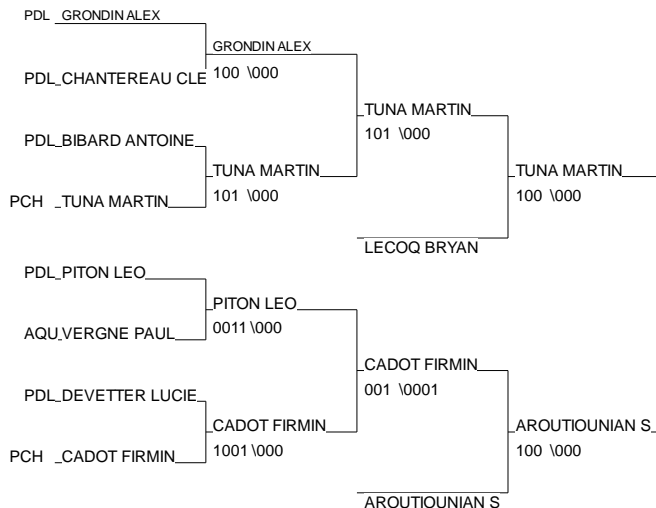 PDL GRONDIN ALEX
GRONDIN ALEX
PDL CHANTEREAU CLE
100 \000
TUNA MARTIN
101 \000
PDL BIBARD ANTOINE
TUNA MARTIN
101 \000
TUNA MARTIN
100 \000
PCH TUNA MARTIN
LECOQ BRYAN
PDL PITON LEO
PITON LEO
0011 \000
AQU VERGNE PAUL
CADOT FIRMIN
001 \0001
PDL DEVETTER LUCIE
CADOT FIRMIN
1001 \000
AROUTIOUNIAN S
100 \000
PCH CADOT FIRMIN
AROUTIOUNIAN S